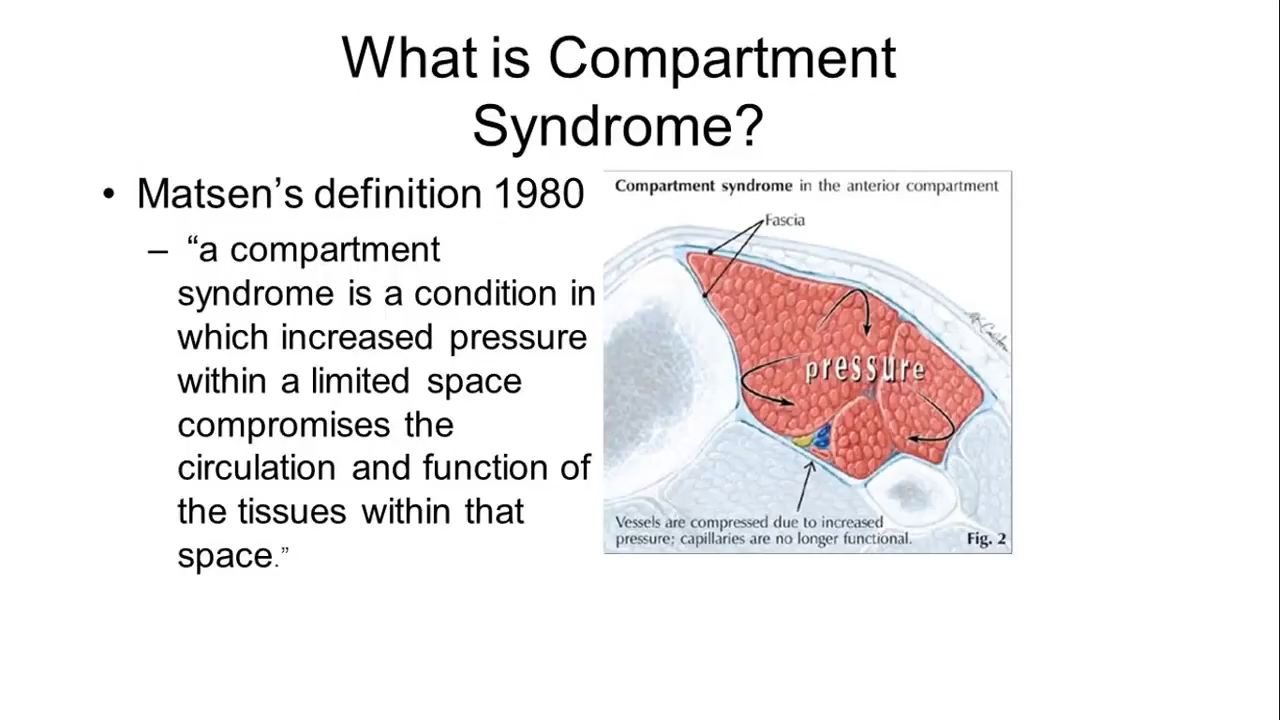 What is Compartment
Syndrome?
• Matsen’s definition 1980
– “a compartment
syndrome is a condition in
which increased pressure
within a limited space
compromises the
circulation and function of
the tissues within that
space.”
Compartment syndrome in the anterior compartment
Fascia
pressure
Vessels are compressed due to increased
pressure; capillaries are no longer functional.
Fig. 2